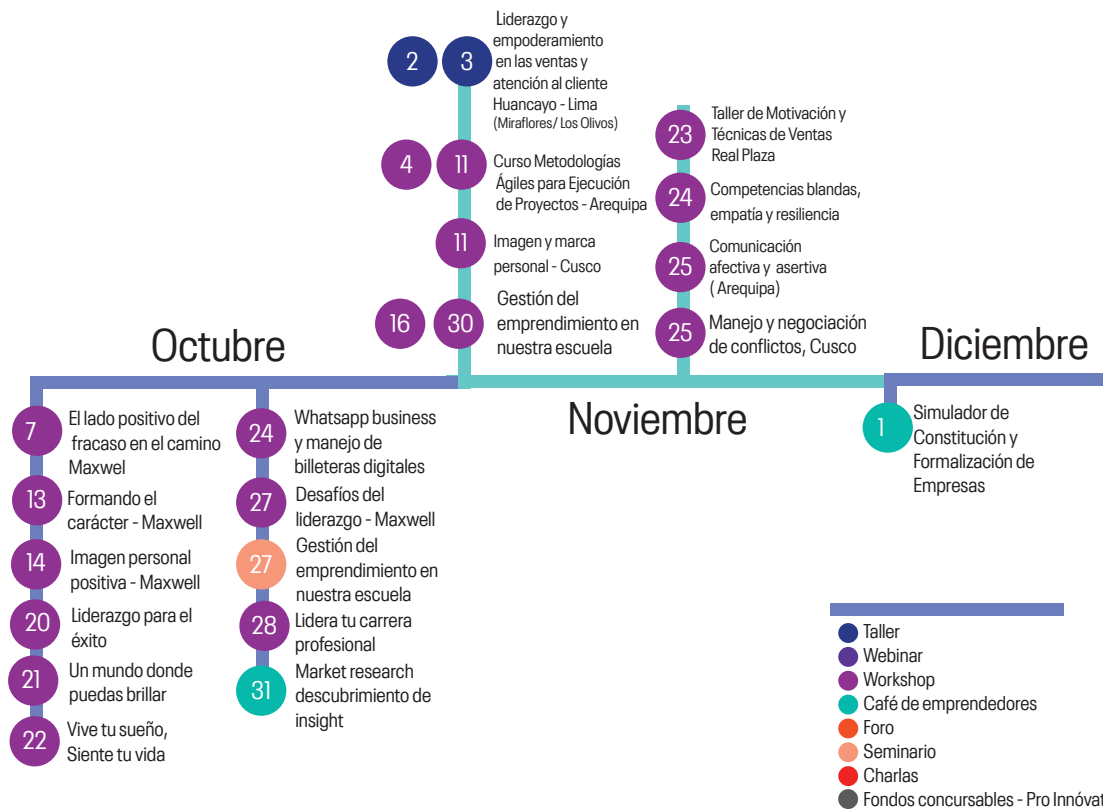 Octubre
7
El lado positivo del
fracaso en el camino
Maxwel
13
Formando el
carácter - Maxwell
14
Imagen personal
positiva - Maxwell
20
Liderazgo para el
éxito
21
Un mundo donde
puedas brillar
22
Vive tu sueño,
Siente tu vida
24
Whatsapp business
y manejo de
billeteras digitales
27
Desafíos del
liderazgo - Maxwell
27
Gestión del
emprendimiento en
nuestra escuela
28
Lidera tu carrera
profesional
31
Market research
descubrimiento de
insight
Noviembre
2 3
Liderazgo y
empoderamiento
en las ventas y
atención al cliente
Huancayo - Lima
(Miraflores/ Los Olivos)
4 11
Curso Metodologías
Ágiles para Ejecución
de Proyectos - Arequipa
11
Imagen y marca
personal - Cusco
16 30
Gestión del
emprendimiento en
nuestra escuela
23
Taller de Motivación y
Técnicas de Ventas
Real Plaza
24
Competencias blandas,
empatía y resiliencia
25
Comunicación
afectiva y asertiva
( Arequipa)
25
Manejo y negociación
de conflictos, Cusco
Diciembre
1
Simulador de
Constitución y
Formalización de
Empresas
Taller
Webinar
Workshop
Café de emprendedores
Foro
Seminario
Charlas
Fondos concursables - Pro Innóvat